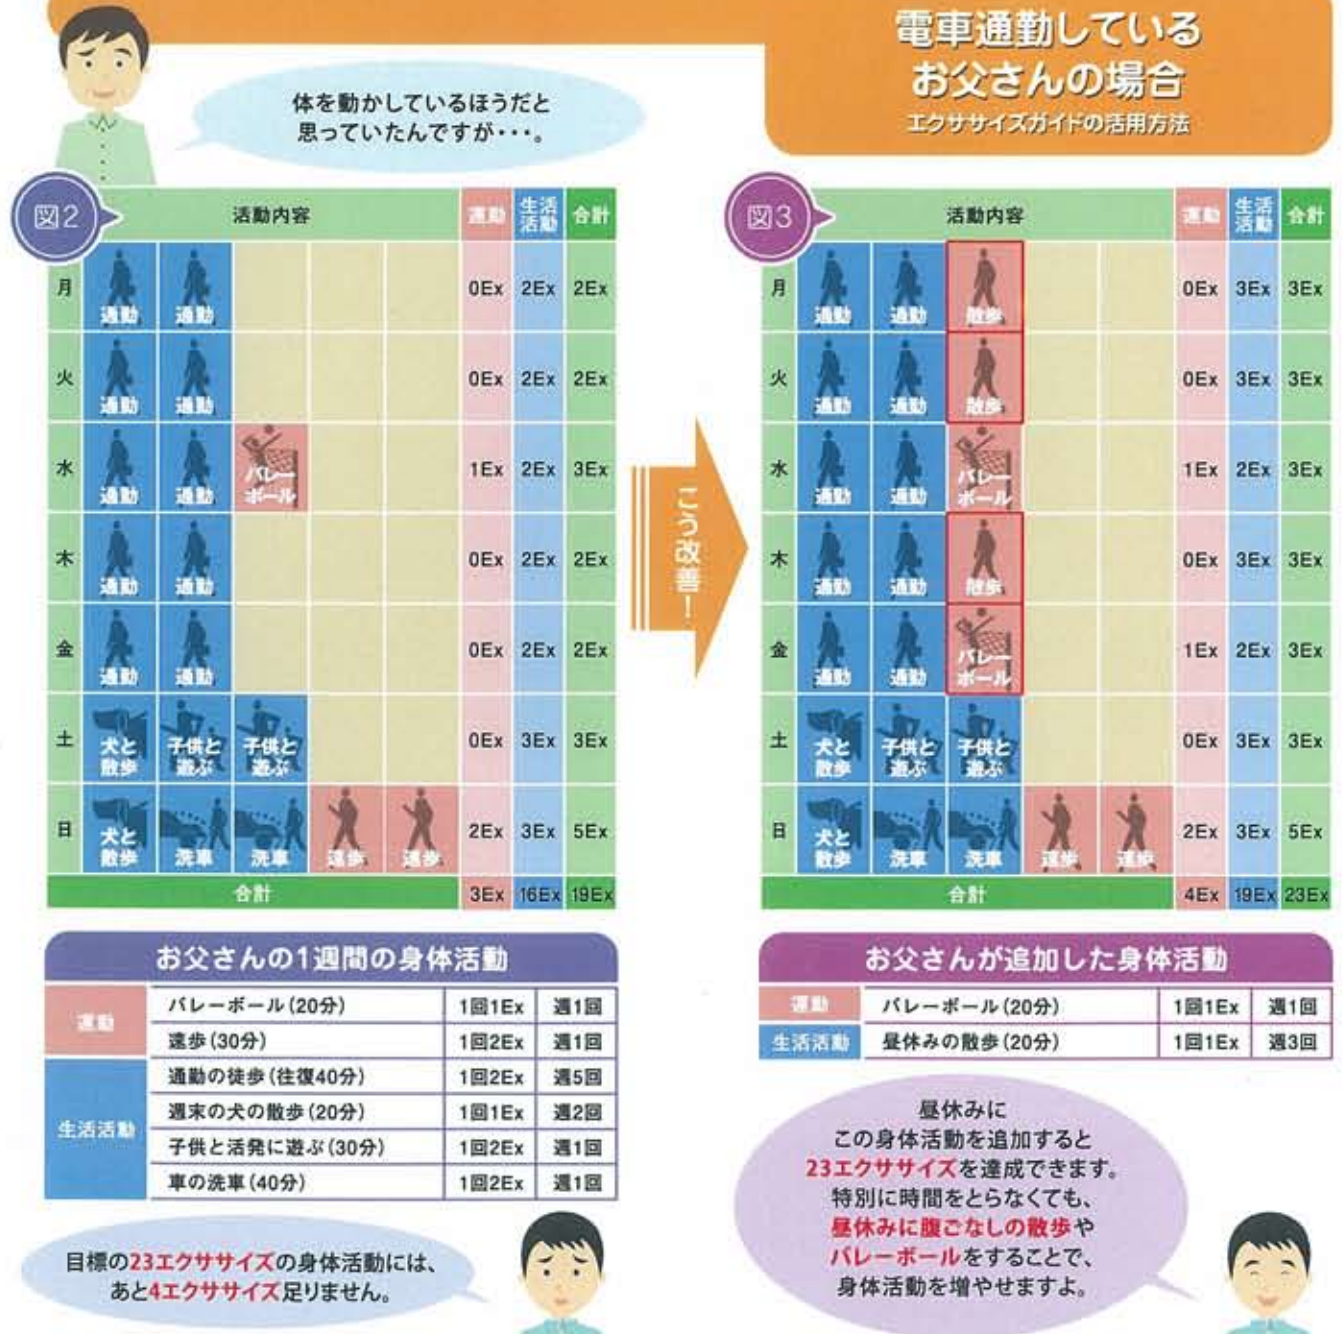 電車通勤している
お父さんの場合
エクササイズガイドの活用方法
体を動かしているほうだと
思っていたんですが・・・。
図2
活動内容 運動 生活活動 合計
月 通勤 通勤 0Ex 2Ex 2Ex
火 通勤 通勤 0Ex 2Ex 2Ex
水 通勤 通勤 バレーボール 1Ex 2Ex 3Ex
木 通勤 通勤 0Ex 2Ex 2Ex
金 通勤 通勤 0Ex 2Ex 2Ex
土 犬と散歩 子供と遊ぶ 子供と遊ぶ 0Ex 3Ex 3Ex
日 犬と散歩 洗車 洗車 速歩 速歩 2Ex 3Ex 5Ex
合計 3Ex 16Ex 19Ex
お父さんの1週間の身体活動
運動
バレーボール(20分) 1回1Ex 週1回
速歩(30分) 1回2Ex 週1回
生活活動
通勤の徒歩(往復40分) 1回2Ex 週5回
週末の犬の散歩(20分) 1回1Ex 週2回
子供と活発に遊ぶ(30分) 1回2Ex 週1回
車の洗車(40分) 1回2Ex 週1回
目標の23エクササイズの身体活動には、
あと4エクササイズ足りません。
こう改善!
図3
活動内容 運動 生活活動 合計
月 通勤 通勤 散歩 0Ex 3Ex 3Ex
火 通勤 通勤 散歩 0Ex 3Ex 3Ex
水 通勤 通勤 バレーボール 1Ex 2Ex 3Ex
木 通勤 通勤 散歩 0Ex 3Ex 3Ex
金 通勤 通勤 バレーボール 1Ex 2Ex 3Ex
土 犬と散歩 子供と遊ぶ 子供と遊ぶ 0Ex 3Ex 3Ex
日 犬と散歩 洗車 洗車 速歩 速歩 2Ex 3Ex 5Ex
合計 4Ex 19Ex 23Ex
お父さんが追加した身体活動
運動 バレーボール(20分) 1回1Ex 週1回
生活活動 昼休みの散歩(20分) 1回1Ex 週3回
昼休みに
この身体活動を追加すると
23エクササイズを達成できます。
特別に時間をとらなくても、
昼休みに腹ごなしの散歩や
バレーボールをすることで、
身体活動を増やせますよ。